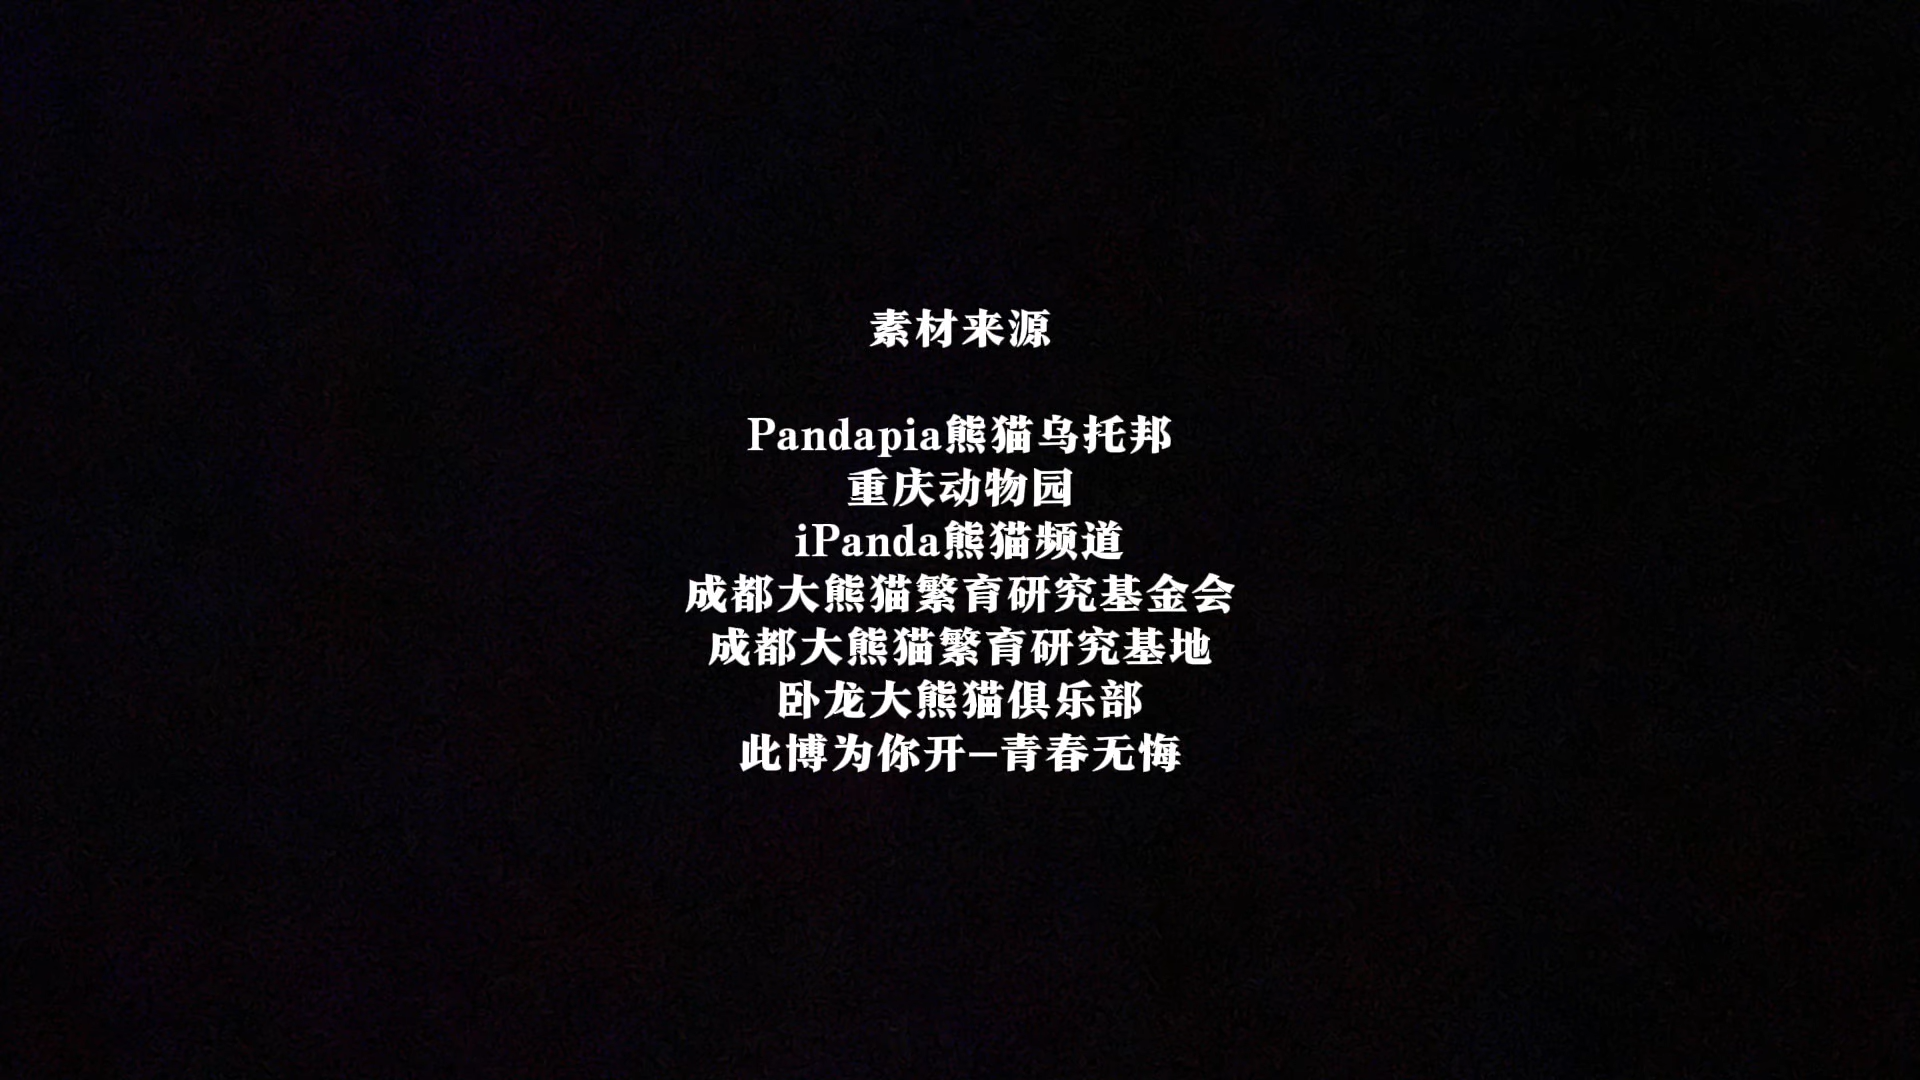 素材来源
Pandapia熊猫乌托邦
重庆动物园
iPanda熊猫频道
成都大熊猫繁育研究基金会
成都大熊猫繁育研究基地
卧龙大熊猫俱乐部
此博为你开-青春无悔